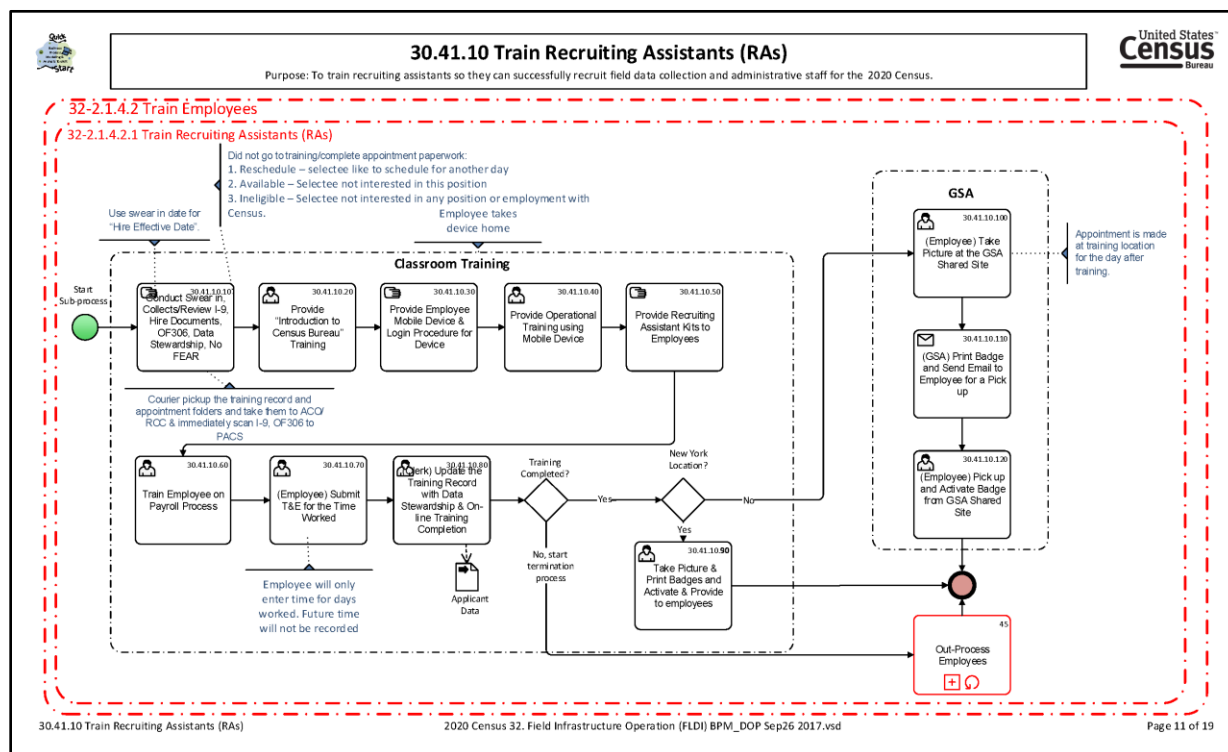 Quick
Start
30.41.10 Train Recruiting Assistants (RAs)
Purpose: To train recruiting assistants so they can successfully recruit field data collection and administrative staff for the 2020 Census.
United States™
Census
Bureau
32-2.1.4.2 Train Employees
32-2.1.4.2.1 Train Recruiting Assistants (RAs)
Did not go to training/complete appointment paperwork:
1. Reschedule – selectee like to schedule for another day
2. Available – Selectee not interested in this position
3. Ineligible – Selectee not interested in any position or employment with
Census.
Use swear in date for
"Hire Effective Date".
Employee takes
device home
Classroom Training
Start
Sub-process
30.41.10.10
Conduct Swear in,
Collects/Review I-9,
Hire Documents,
OF306, Data
Stewardship, No
FEAR
30.41.10.20
Provide
"Introduction to
Census Bureau"
Training
30.41.10.30
Provide Employee
Mobile Device &
Login Procedure for
Device
30.41.10.40
Provide Operational
Training using
Mobile Device
30.41.10.50
Provide Recruiting
Assistant Kits to
Employees
Courier pickup the training record and
appointment folders and take them to ACO/
RCC & immediately scan I-9, OF306 to
PACS
30.41.10.60
Train Employee on
Payroll Process
30.41.10.70
(Employee) Submit
T&E for the Time
Worked
30.41.10.80
(Clerk) Update the
Training Record
with Data
Stewardship & On-
line Training
Completion
Applicant
Data
Employee will only
enter time for days
worked. Future time
will not be recorded
Training
Completed?
Yes
No, start
termination
process
New York
Location?
No
Yes
30.41.10.90
Take Picture &
Print Badges and
Activate & Provide
to employees
GSA
30.41.10.100
(Employee) Take
Picture at the GSA
Shared Site
Appointment is made
at training location
for the day after
training.
30.41.10.110
(GSA) Print Badge
and Send Email to
Employee for a Pick
up
30.41.10.120
(Employee) Pick up
and Activate Badge
from GSA Shared
Site
45
Out-Process
Employees
30.41.10 Train Recruiting Assistants (RAs)
2020 Census 32. Field Infrastructure Operation (FLDI) BPM_DOP Sep26 2017.vsd
Page 11 of 19